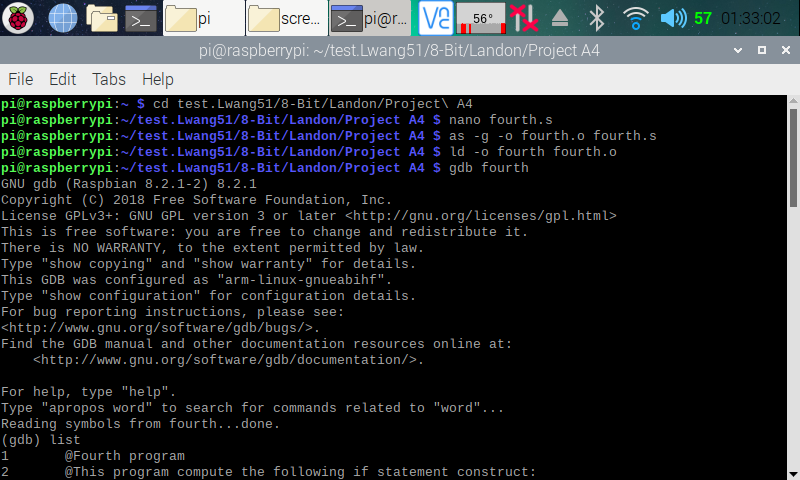 pi
scre...
pi@r...
56°
57
01:33:02
pi@raspberrypi: ~/test.Lwang51/8-Bit/Landon/Project A4
File Edit Tabs Help
pi@raspberrypi:~ $ cd test.Lwang51/8-Bit/Landon/Project\ A4
pi@raspberrypi:~/test.Lwang51/8-Bit/Landon/Project A4 $ nano fourth.s
pi@raspberrypi:~/test.Lwang51/8-Bit/Landon/Project A4 $ as -g -o fourth.o fourth.s
pi@raspberrypi:~/test.Lwang51/8-Bit/Landon/Project A4 $ ld -o fourth fourth.o
pi@raspberrypi:~/test.Lwang51/8-Bit/Landon/Project A4 $ gdb fourth
GNU gdb (Raspbian 8.2.1-2) 8.2.1
Copyright (C) 2018 Free Software Foundation, Inc.
License GPLv3+: GNU GPL version 3 or later <http://gnu.org/licenses/gpl.html>
This is free software: you are free to change and redistribute it.
There is NO WARRANTY, to the extent permitted by law.
Type "show copying" and "show warranty" for details.
This GDB was configured as "arm-linux-gnueabihf".
Type "show configuration" for configuration details.
For bug reporting instructions, please see:
<http://www.gnu.org/software/gdb/bugs/>.
Find the GDB manual and other documentation resources online at:
    <http://www.gnu.org/software/gdb/documentation/>.
For help, type "help".
Type "apropos word" to search for commands related to "word"...
Reading symbols from fourth...done.
(gdb) list
1       @Fourth program
2       @This program compute the following if statement construct: